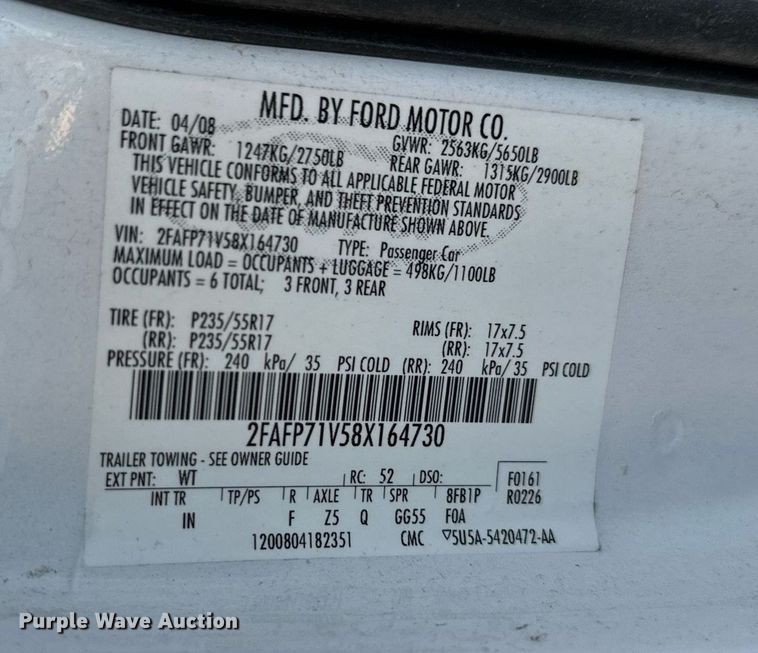 MFD. BY FORD MOTOR CO.
DATE: 04/08 GVWR: 2563KG/5650LB
FRONT GAWR: 1247KG/2750LB REAR GAWR: 1315KG/2900LB
THIS VEHICLE CONFORMS TO ALL APPLICABLE FEDERAL MOTOR
VEHICLE SAFETY, BUMPER, AND THEFT PREVENTION STANDARDS
IN EFFECT ON THE DATE OF MANUFACTURE SHOWN ABOVE.
VIN: 2FAFP71V58X164730 TYPE: Passenger Car
MAXIMUM LOAD = OCCUPANTS + LUGGAGE = 498KG/1100LB
OCCUPANTS = 6 TOTAL; 3 FRONT, 3 REAR
TIRE (FR): P235/55R17 RIMS (FR): 17x7.5
(RR): P235/55R17 (RR): 17x7.5
PRESSURE (FR): 240 kPa/ 35 PSI COLD (RR): 240 kPa/ 35 PSI COLD
2FAFP71V58X164730
TRAILER TOWING - SEE OWNER GUIDE
EXT PNT: WT RC: 52 DSO: F0161
INT TR TP/PS R AXLE TR SPR 8FB1P R0226
IN F Z5 Q GG55 F0A
1200804182351 CMC ▽5U5A-5420472-AA
Purple Wave Auction